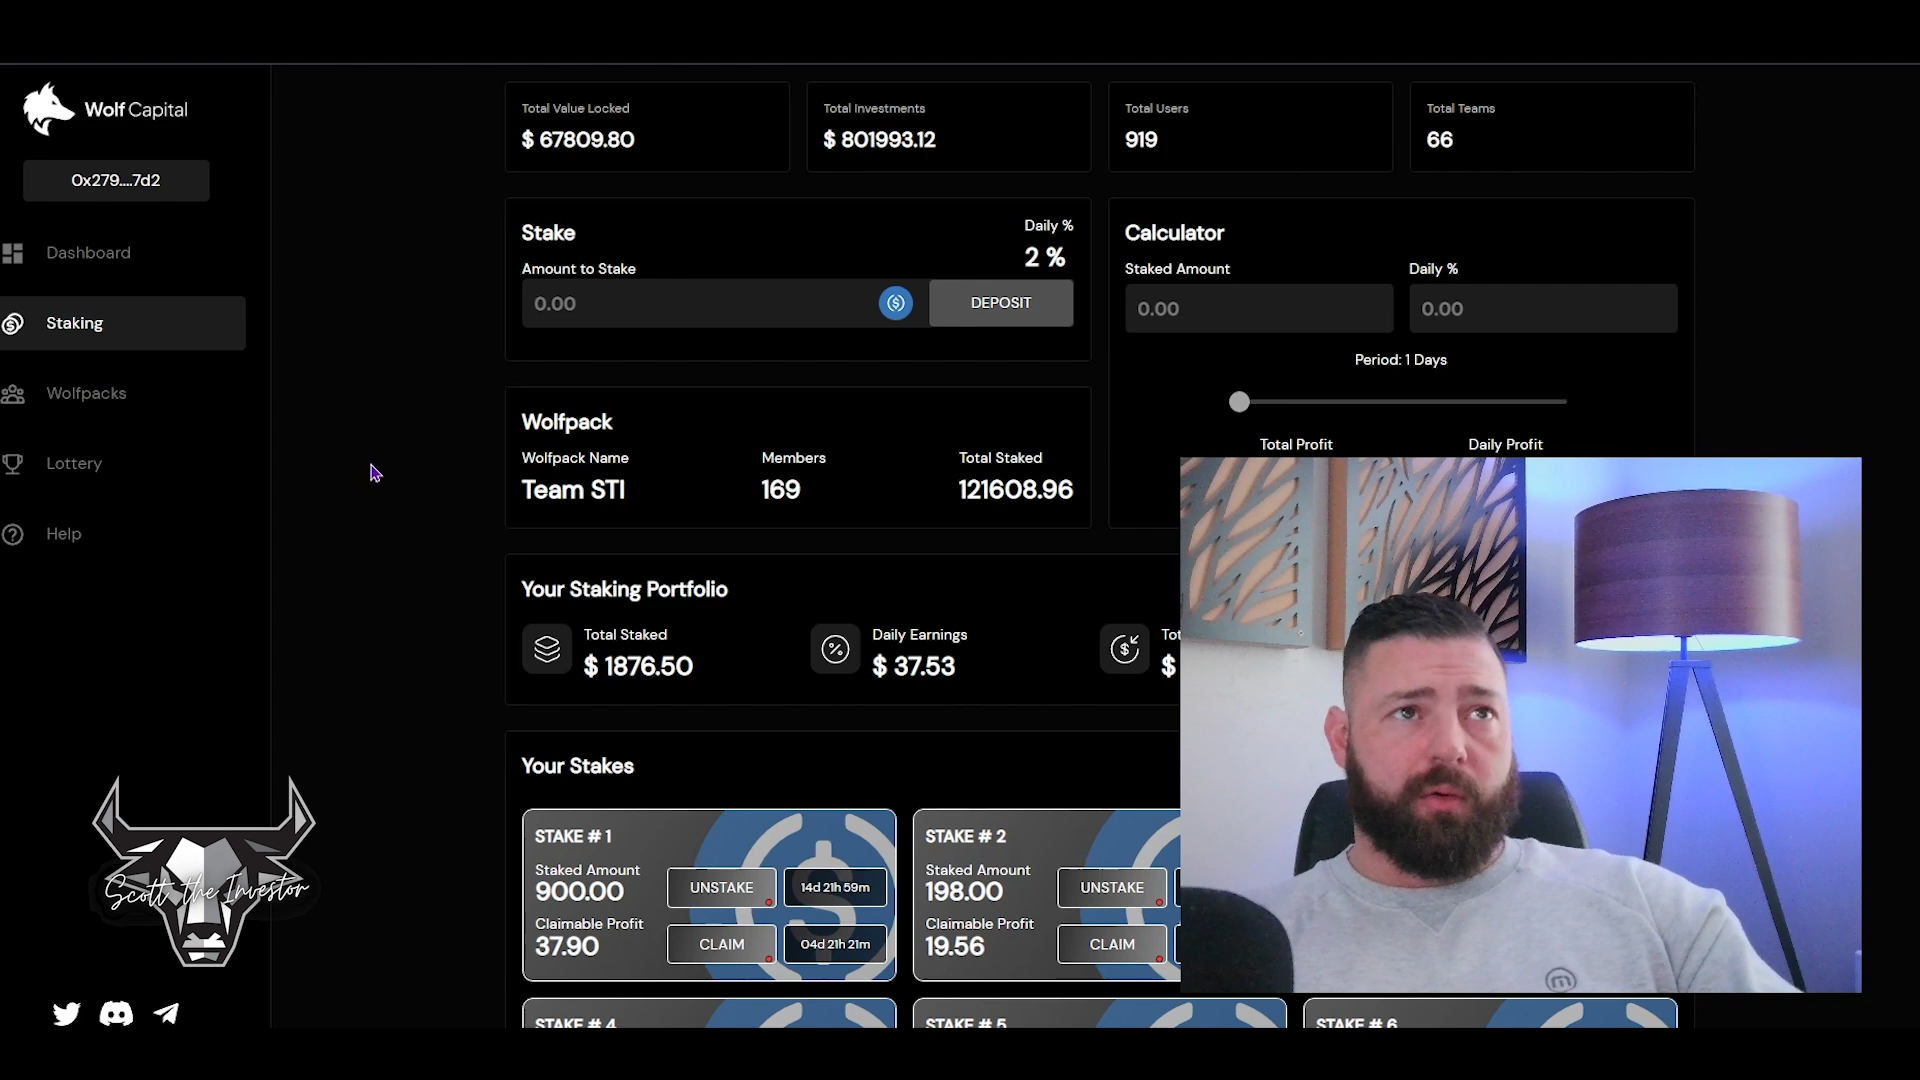 Wolf Capital
0x279....7d2
Dashboard
Staking
Wolfpacks
Lottery
Help
Scott the Investor
Total Value Locked
$ 67809.80
Total Investments
$ 801993.12
Total Users
919
Total Teams
66
Stake
Daily %
2 %
Amount to Stake
0.00
DEPOSIT
Calculator
Staked Amount
Daily %
0.00
0.00
Period: 1 Days
Total Profit
Daily Profit
Wolfpack
Wolfpack Name
Members
Total Staked
Team STI
169
121608.96
Your Staking Portfolio
Total Staked
$ 1876.50
Daily Earnings
$ 37.53
$
Your Stakes
STAKE # 1
Staked Amount
900.00
UNSTAKE
14d 21h 59m
Claimable Profit
37.90
CLAIM
04d 21h 21m
STAKE # 2
Staked Amount
198.00
UNSTAKE
Claimable Profit
19.56
CLAIM
STAKE # 4
STAKE # 5
STAKE # 6